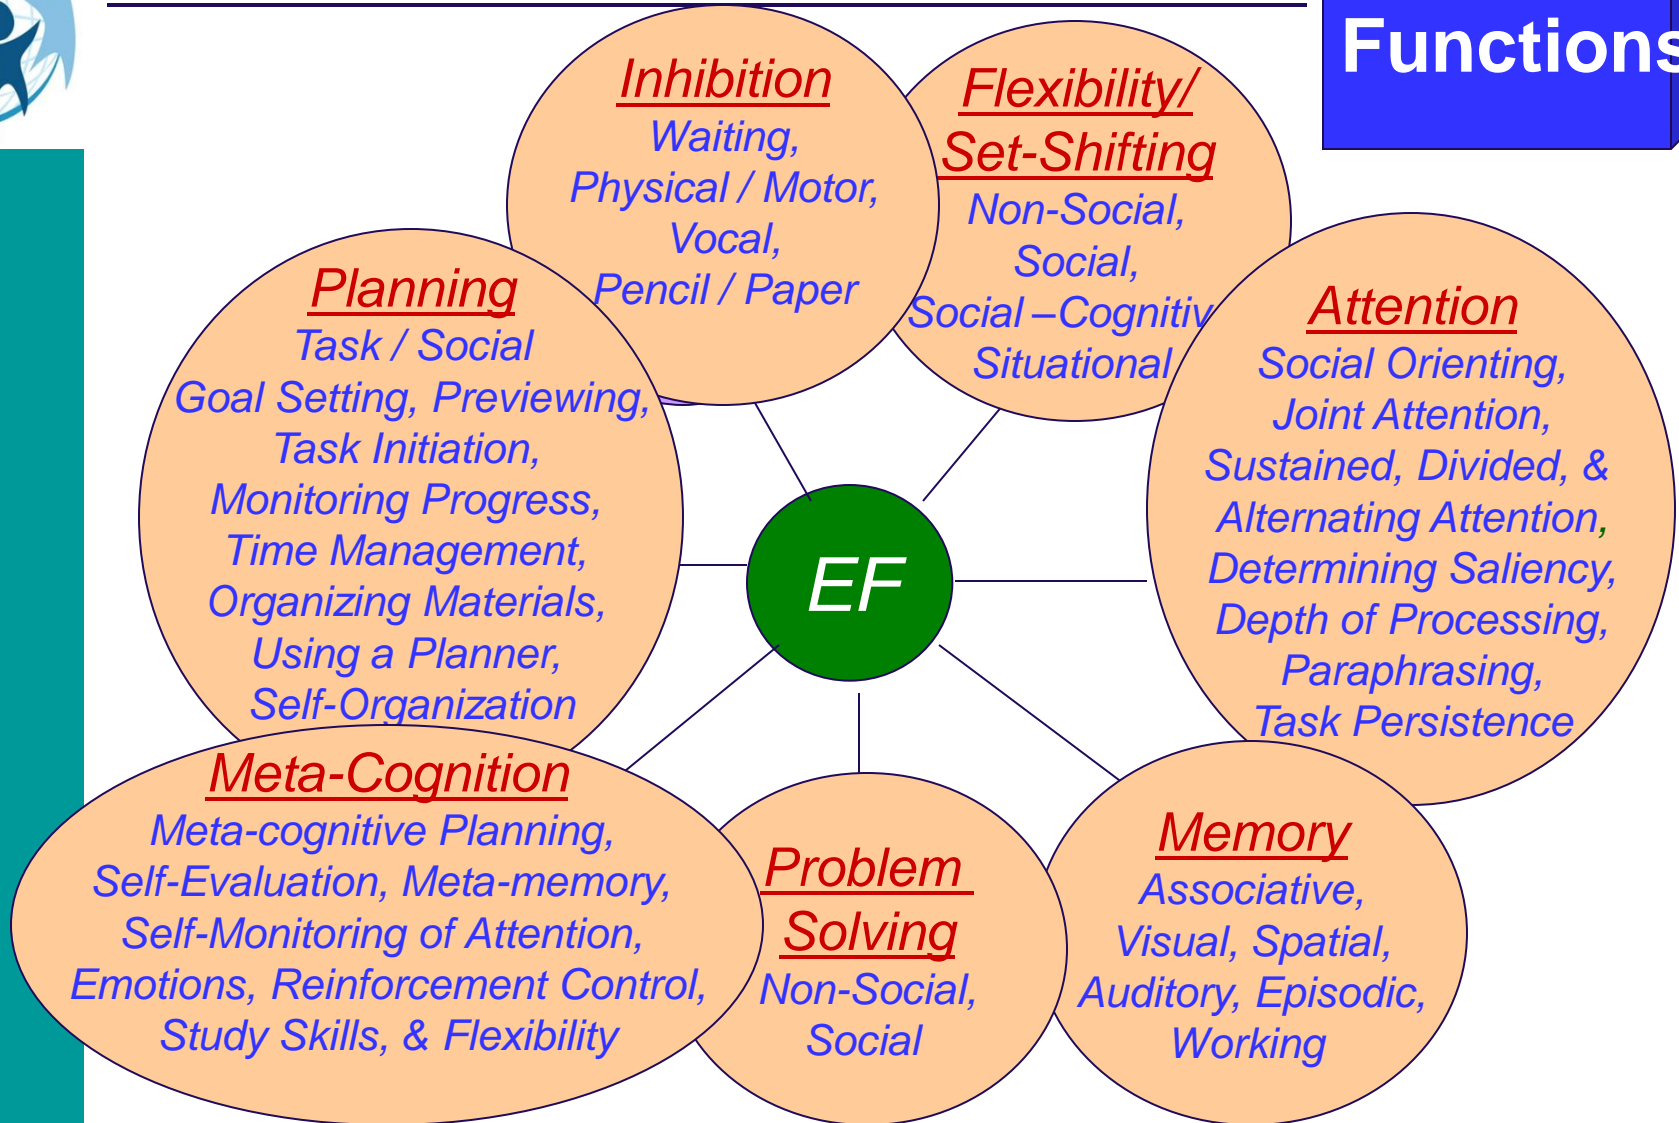 Functions
Inhibition
Waiting,
Physical / Motor,
Vocal,
Pencil / Paper
Flexibility/
Set-Shifting
Non-Social,
Social,
Social –Cognitiv
Situational
Attention
Social Orienting,
Joint Attention,
Sustained, Divided, &
Alternating Attention,
Determining Saliency,
Depth of Processing,
Paraphrasing,
Task Persistence
Planning
Task / Social
Goal Setting, Previewing,
Task Initiation,
Monitoring Progress,
Time Management,
Organizing Materials,
Using a Planner,
Self-Organization
EF
Meta-Cognition
Meta-cognitive Planning,
Self-Evaluation, Meta-memory,
Self-Monitoring of Attention,
Emotions, Reinforcement Control,
Study Skills, & Flexibility
Problem
Solving
Non-Social,
Social
Memory
Associative,
Visual, Spatial,
Auditory, Episodic,
Working